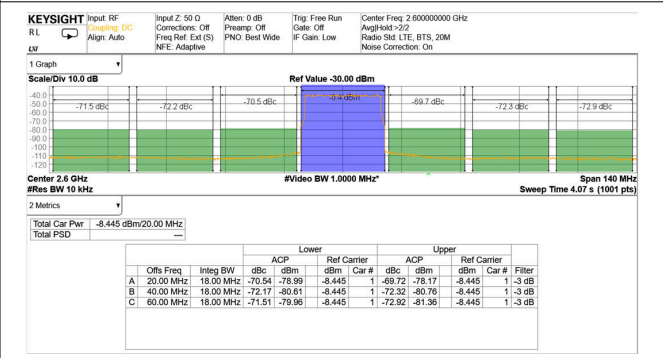 KEYSIGHT Input: RF Input Z: 50 Ω Atten: 0 dB Trig: Free Run Center Freq: 2.600000000 GHz
RL Coupling: DC Corrections: Off Preamp: Off Gate: Off Avg|Hold:>2/2
Align: Auto Freq Ref: Ext (S) PNO: Best Wide IF Gain: Low Radio Std: LTE, BTS, 20M
LXI NFE: Adaptive Noise Correction: On
1 Graph
Scale/Div 10.0 dB Ref Value -30.00 dBm
-40.0
-50.0
-60.0
-70.0
-80.0
-90.0
-100
-110
-120
-71.5 dBc -72.2 dBc -70.5 dBc -8.4 dBm -69.7 dBc -72.3 dBc -72.9 dBc
Center 2.6 GHz #Video BW 1.0000 MHz* Span 140 MHz
#Res BW 10 kHz Sweep Time 4.07 s (1001 pts)
2 Metrics
Total Car Pwr -8.445 dBm/20.00 MHz
Total PSD ---
Lower Upper
ACP Ref Carrier ACP Ref Carrier
Offs Freq Integ BW dBc dBm dBm Car # dBc dBm dBm Car # Filter
A 20.00 MHz 18.00 MHz -70.54 -78.99 -8.445 1 -69.72 -78.17 -8.445 1 -3 dB
B 40.00 MHz 18.00 MHz -72.17 -80.61 -8.445 1 -72.32 -80.76 -8.445 1 -3 dB
C 60.00 MHz 18.00 MHz -71.51 -79.96 -8.445 1 -72.92 -81.36 -8.445 1 -3 dB